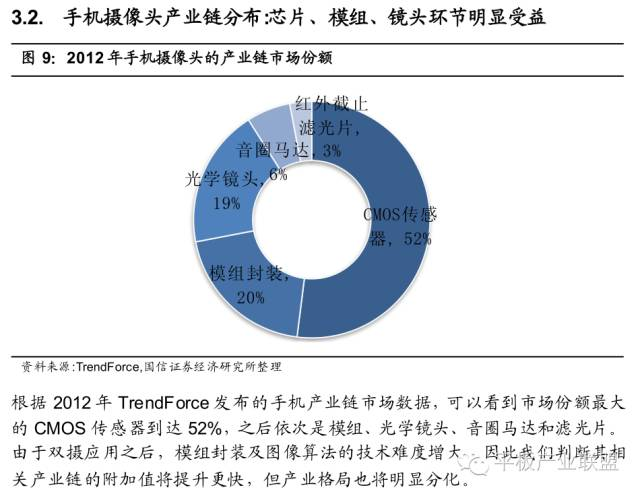 3.2. 手机摄像头产业链分布:芯片、模组、镜头环节明显受益
图 9: 2012 年手机摄像头的产业链市场份额
红外截止
滤光片,
3%
音圈马达,
6%
光学镜头,
19%
CMOS传感
器, 52%
模组封装,
20%
资料来源:TrendForce,国信证券经济研究所整理
根据 2012 年 TrendForce 发布的手机产业链市场数据，可以看到市场份额最大
的 CMOS 传感器到达 52%，之后依次是模组、光学镜头、音圈马达和滤光片。
由于双摄应用之后，模组封装及图像算法的技术难度增大，因此我们判断其相
关产业链的附加值将提升更快，但产业格局也将明显分化。
平板产业联盟